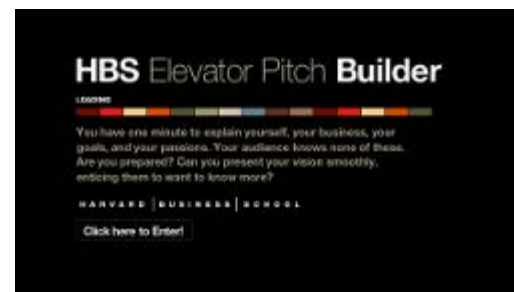 HBS Elevator Pitch Builder
LOADING
You have one minute to explain yourself, your business, your
goals, and your passions. Your audience knows none of these.
Are you prepared? Can you present your vision smoothly,
enticing them to want to know more?
HARVARD | BUSINESS | SCHOOL
Click here to Enter!